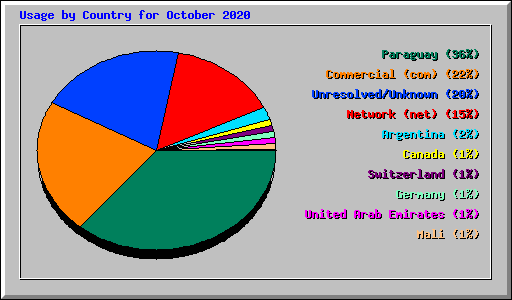 Usage by Country for October 2020
Paraguay (36%)
Commercial (com) (22%)
Unresolved/Unknown (20%)
Network (net) (15%)
Argentina (2%)
Canada (1%)
Switzerland (1%)
Germany (1%)
United Arab Emirates (1%)
Mali (1%)